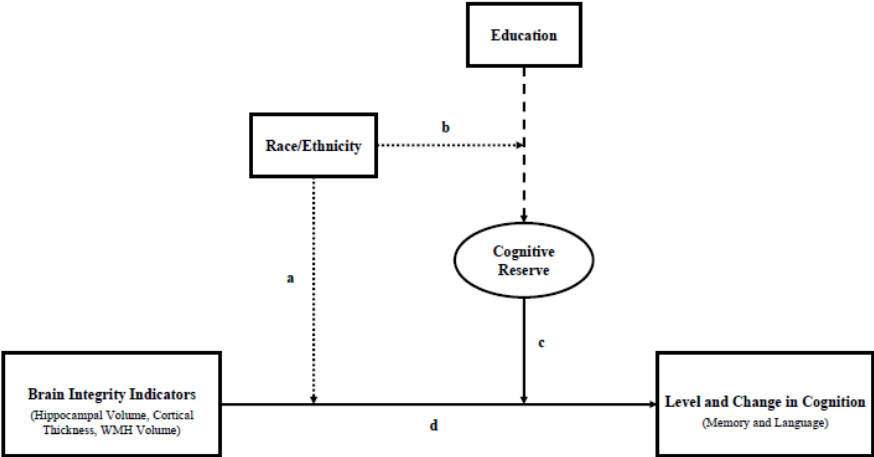 Education
b
Race/Ethnicity
Cognitive
Reserve
a
c
Brain Integrity Indicators
(Hippocampal Volume, Cortical
Thickness, WMH Volume)
d
Level and Change in Cognition
(Memory and Language)